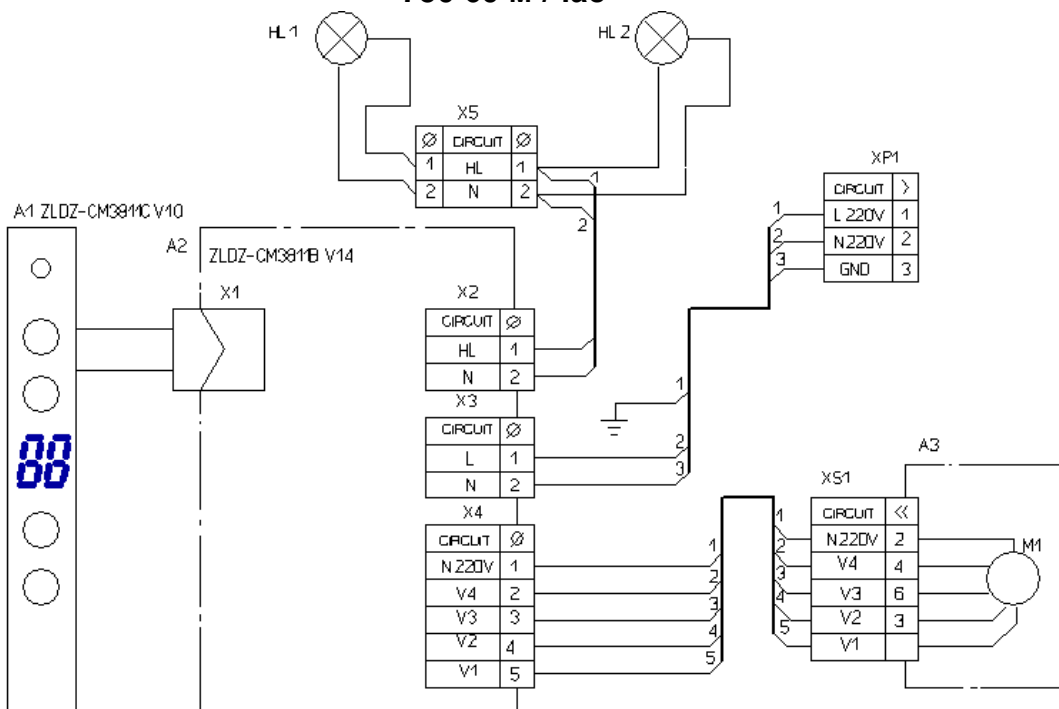 HL 1
HL 2
X5
Ø CIRCUIT Ø
1 HL 1
2 N 2
1
2
XP1
CIRCUIT >
L 220V 1
N220V 2
GND 3
1
2
3
A1 ZLDZ-CM3811C V10
A2
ZLDZ-CM3811B V14
X1
88
X2
CIRCUIT Ø
HL 1
N 2
X3
CIRCUIT Ø
L 1
N 2
1
2
3
X4
CIRCUIT Ø
N220V 1
V4 2
V3 3
V2 4
V1 5
1
2
3
4
5
1
2
3
4
5
XS1
CIRCUIT <<
N220V 2
V4 4
V3 6
V2 3
V1
A3
M1